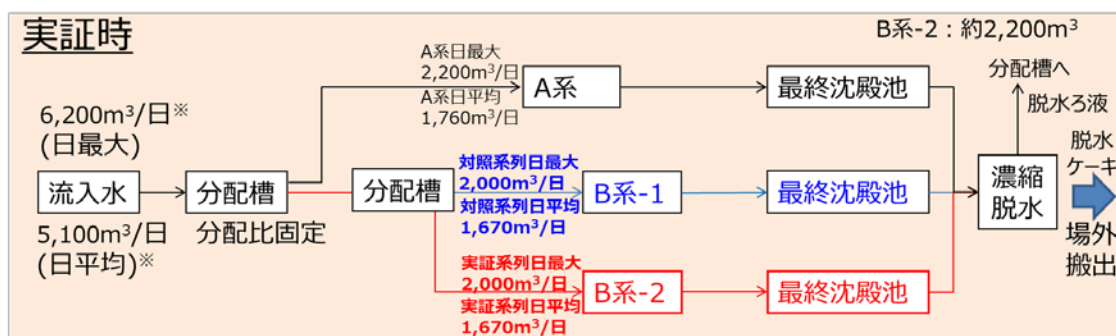 実証時
B系-2：約2,200m³
A系日最大
2,200m³/日
A系日平均
1,760m³/日
A系
最終沈殿池
分配槽へ
脱水ろ液
6,200m³/日※
(日最大)
流入水
5,100m³/日
(日平均)※
分配槽
分配比固定
分配槽
対照系列日最大
2,000m³/日
対照系列日平均
1,670m³/日
B系-1
最終沈殿池
実証系列日最大
2,000m³/日
実証系列日平均
1,670m³/日
B系-2
最終沈殿池
濃縮
脱水
脱水
ケーキ
場外
搬出